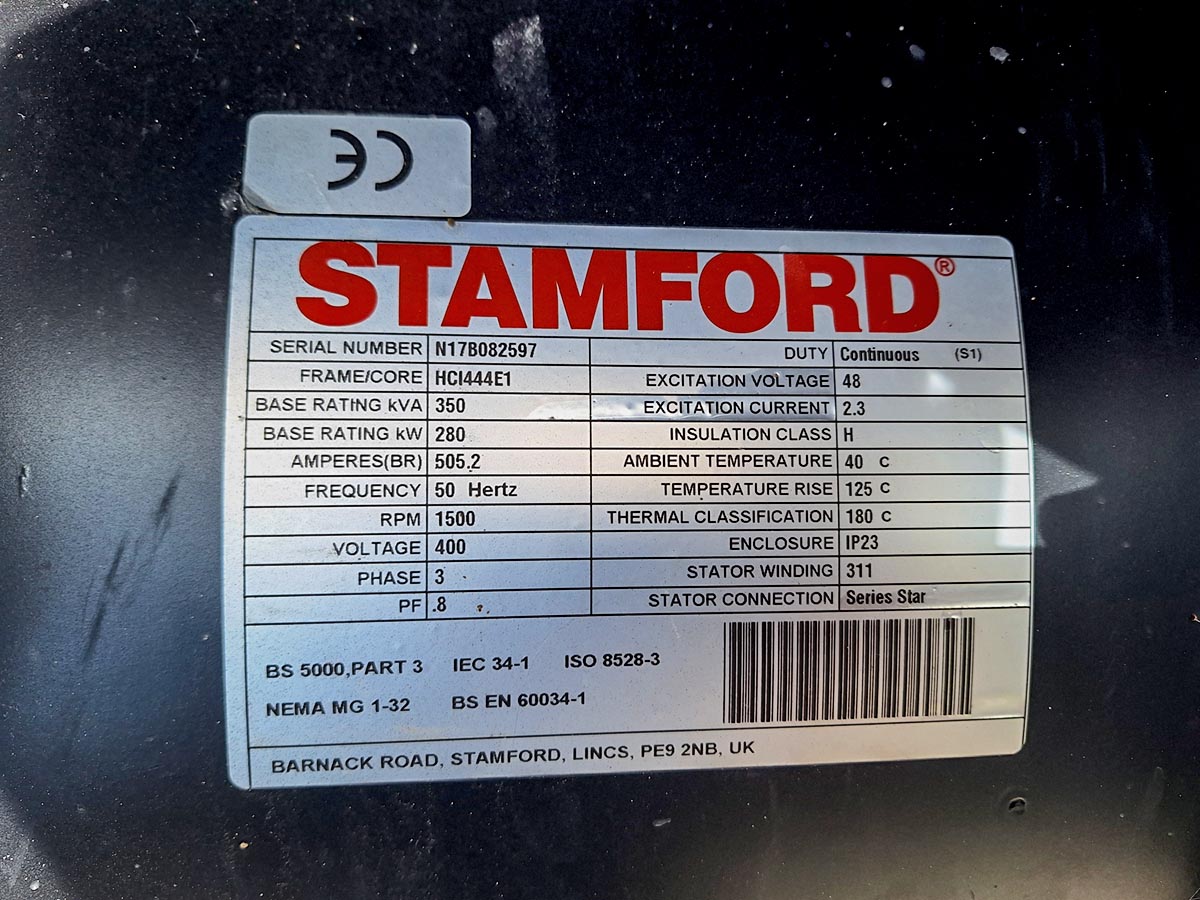 CE
STAMFORD®
SERIAL NUMBER N17B082597 DUTY Continuous (S1)
FRAME/CORE HCI444E1 EXCITATION VOLTAGE 48
BASE RATING kVA 350 EXCITATION CURRENT 2.3
BASE RATING kW 280 INSULATION CLASS H
AMPERES(BR) 505.2 AMBIENT TEMPERATURE 40 C
FREQUENCY 50 Hertz TEMPERATURE RISE 125 C
RPM 1500 THERMAL CLASSIFICATION 180 C
VOLTAGE 400 ENCLOSURE IP23
PHASE 3 STATOR WINDING 311
PF .8 STATOR CONNECTION Series Star
BS 5000,PART 3 IEC 34-1 ISO 8528-3
NEMA MG 1-32 BS EN 60034-1
BARNACK ROAD, STAMFORD, LINCS, PE9 2NB, UK